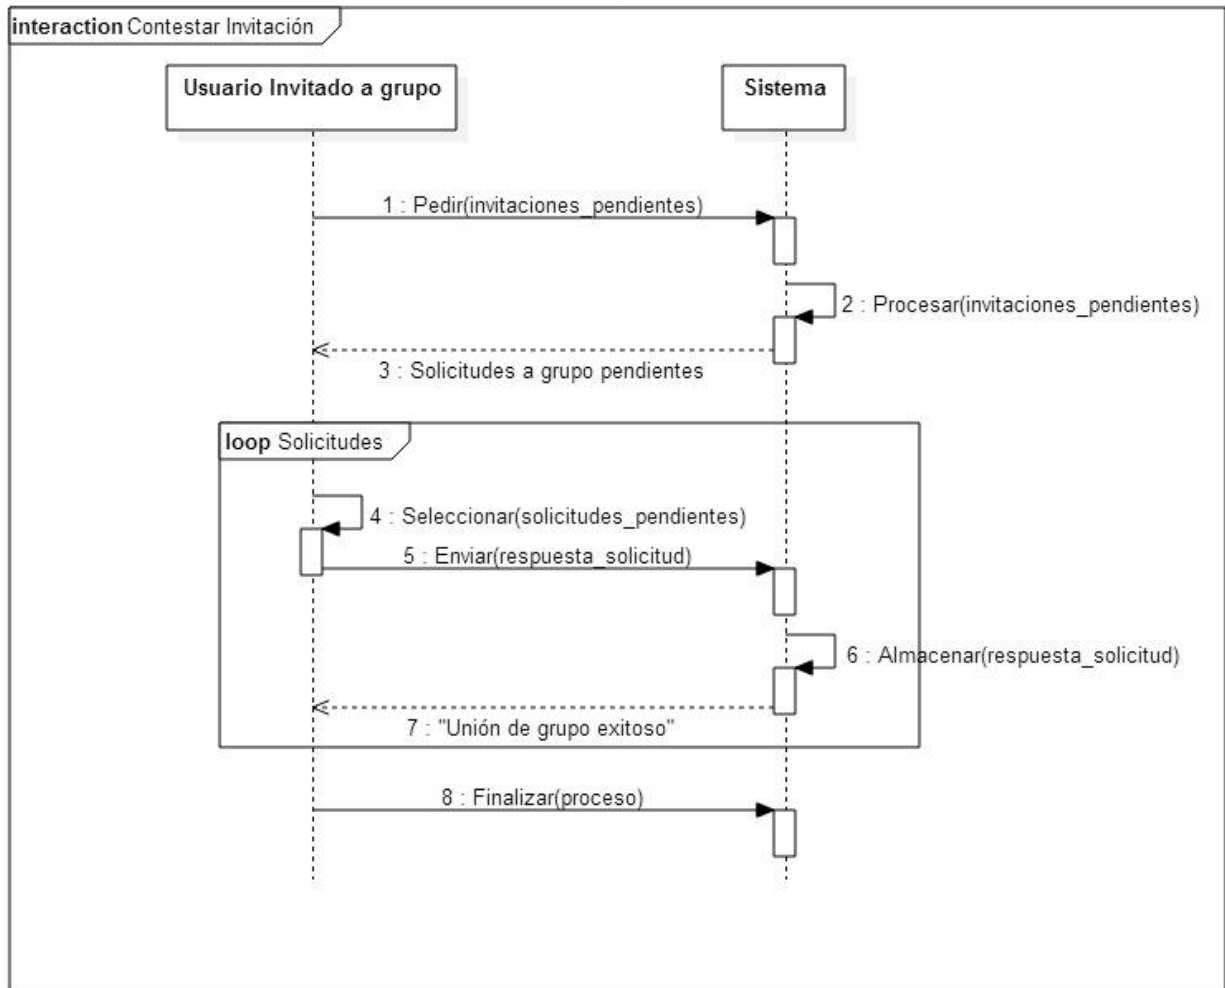 interaction Contestar Invitación
Usuario Invitado a grupo
Sistema
1 : Pedir(invitaciones_pendientes)
2 : Procesar(invitaciones_pendientes)
3 : Solicitudes a grupo pendientes
loop Solicitudes
4 : Seleccionar(solicitudes_pendientes)
5 : Enviar(respuesta_solicitud)
6 : Almacenar(respuesta_solicitud)
7 : "Unión de grupo exitoso"
8 : Finalizar(proceso)